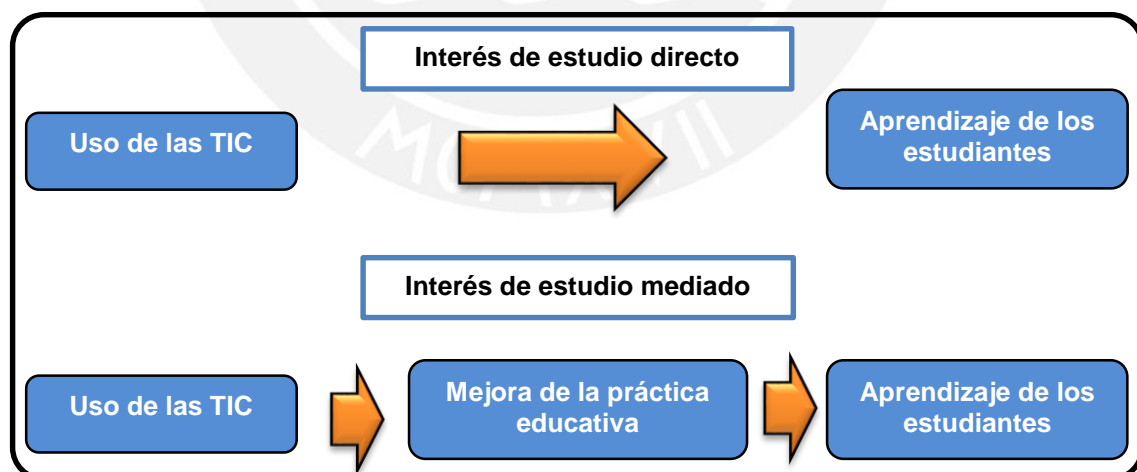 Interés de estudio directo
Uso de las TIC
Aprendizaje de los
estudiantes
Interés de estudio mediado
Uso de las TIC
Mejora de la práctica
educativa
Aprendizaje de los
estudiantes